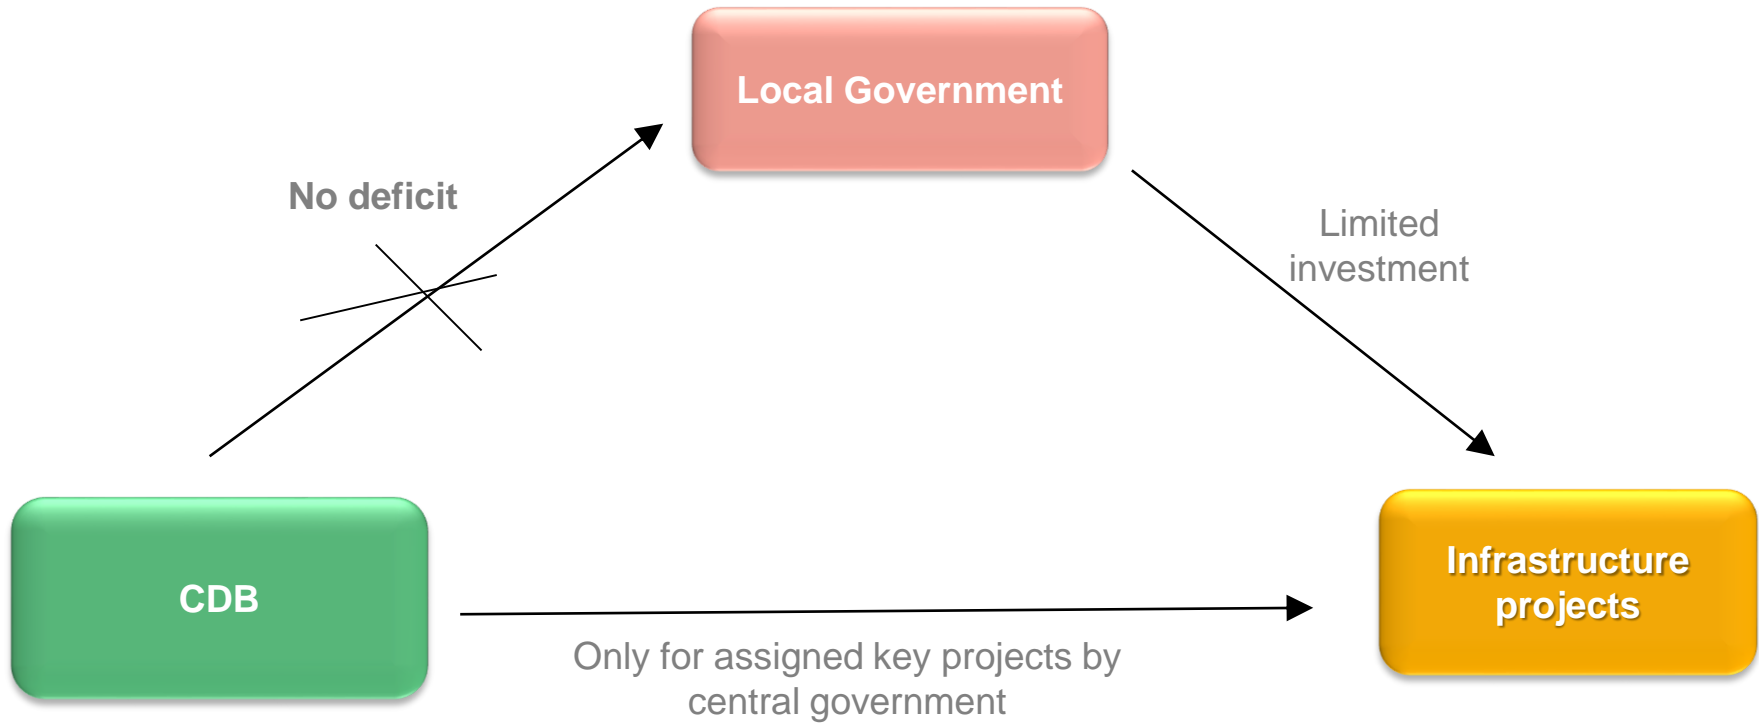 Local Government
No deficit
Limited
investment
CDB
Infrastructure
projects
Only for assigned key projects by
central government